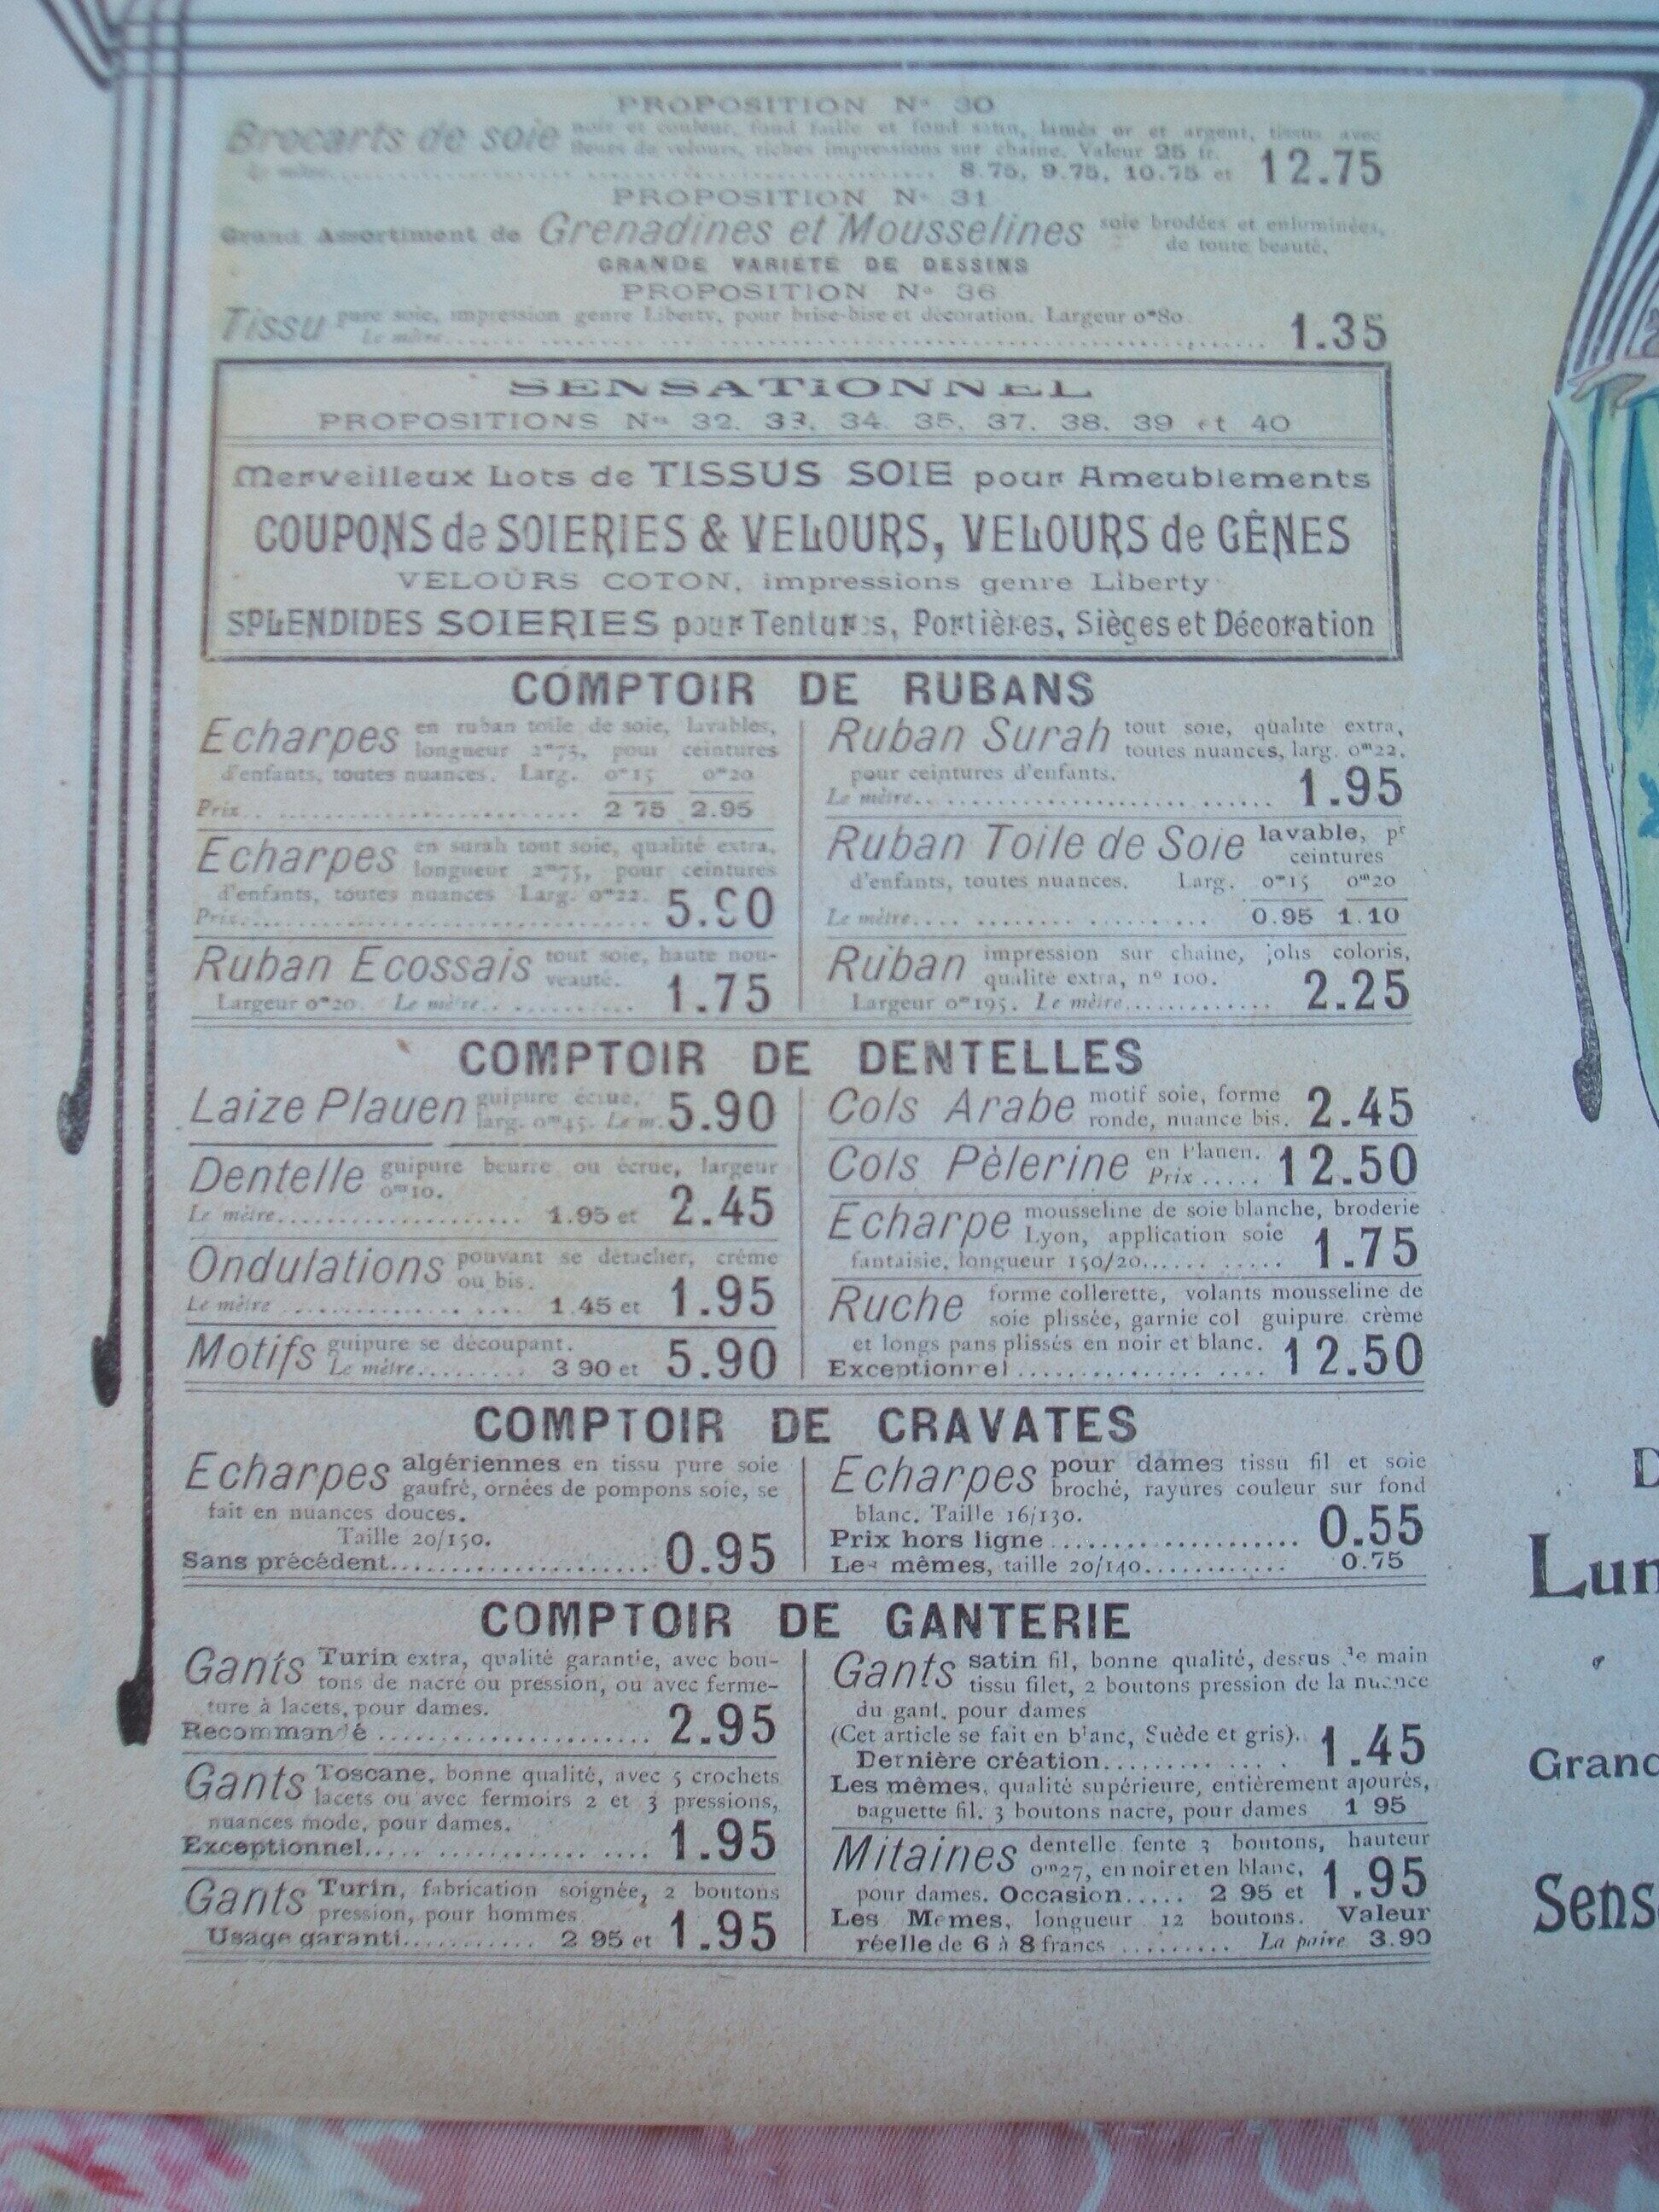 PROPOSITION No 30
Brocarts de soie noir et couleur, fond faille et fond satin, lamés or et argent, tissus avec
fleurs de velours, riches impressions sur chaine. Valeur 25 fr.
Le mètre........ 8.75, 9.75, 10.75 et 12.75
PROPOSITION No 31
Grand Assortiment de Grenadines et Mousselines soie brodées et enluminées,
de toute beauté.
GRANDE VARIÉTÉ DE DESSINS
PROPOSITION No 36
Tissu pure soie, impression genre Liberty, pour brise-bise et décoration. Largeur 0m80.
Le mètre........ 1.35
SENSATIONNEL
PROPOSITIONS Nos 32. 33. 34. 35. 37. 38. 39 et 40
Merveilleux Lots de TISSUS SOIE pour Ameublements
COUPONS de SOIERIES & VELOURS, VELOURS de GÊNES
VELOURS COTON, impressions genre Liberty
SPLENDIDES SOIERIES pour Tentures, Portières, Sièges et Décoration
COMPTOIR DE RUBANS
Echarpes en ruban toile de soie, lavables,
longueur 2m75, pour ceintures
d'enfants, toutes nuances. Larg. 0m15 0m20
Prix........ 2 75 2.95
Echarpes en surah tout soie, qualité extra,
longueur 2m75, pour ceintures
d'enfants, toutes nuances Larg. 0m22.
Prix........ 5.90
Ruban Ecossais tout soie, haute nou-
veauté.
Largeur 0m20. Le mètre........ 1.75
Ruban Surah tout soie, qualité extra,
toutes nuances, larg. 0m22,
pour ceintures d'enfants.
Le mètre........ 1.95
Ruban Toile de Soie lavable, pr
ceintures
d'enfants, toutes nuances. Larg. 0m15 0m20
Le mètre........ 0.95 1.10
Ruban impression sur chaine, jolis coloris,
qualité extra, no 100.
Largeur 0m195. Le mètre........ 2.25
COMPTOIR DE DENTELLES
Laize Plauen guipure écrue,
larg. 0m45. Le m. 5.90
Dentelle guipure beurre ou écrue, largeur
0m10.
Le mètre........ 1.95 et 2.45
Ondulations pouvant se détacher, crème
ou bis.
Le mètre........ 1.45 et 1.95
Motifs guipure se découpant.
Le mètre........ 3 90 et 5.90
Cols Arabe motif soie, forme
ronde, nuance bis. 2.45
Cols Pèlerine en Plauen.
Prix..... 12.50
Echarpe mousseline de soie blanche, broderie
Lyon, application soie
fantaisie, longueur 150/20........ 1.75
Ruche forme collerette, volants mousseline de
soie plissée, garnie col guipure crème
et longs pans plissés en noir et blanc.
Exceptionnel........ 12.50
COMPTOIR DE CRAVATES
Echarpes algériennes en tissu pure soie
gaufré, ornées de pompons soie, se
fait en nuances douces.
Taille 20/150.
Sans précédent........ 0.95
Echarpes pour dames tissu fil et soie
broché, rayures couleur sur fond
blanc. Taille 16/130.
Prix hors ligne........ 0.55
Les mêmes, taille 20/140........ 0.75
COMPTOIR DE GANTERIE
Gants Turin extra, qualité garantie, avec bou-
tons de nacre ou pression, ou avec ferme-
ture à lacets, pour dames.
Recommandé........ 2.95
Gants Toscane, bonne qualité, avec 5 crochets
lacets ou avec fermoirs 2 et 3 pressions,
nuances mode, pour dames.
Exceptionnel........ 1.95
Gants Turin, fabrication soignée, 2 boutons
pression, pour hommes
Usage garanti........ 2 95 et 1.95
Gants satin fil, bonne qualité, dessus de main
tissu filet, 2 boutons pression de la nuance
du gant, pour dames
(Cet article se fait en blanc, Suède et gris).
Dernière création........ 1.45
Les mêmes, qualité supérieure, entièrement ajourés,
baguette fil. 3 boutons nacre, pour dames 1 95
Mitaines dentelle fente 3 boutons, hauteur
0m27, en noir et en blanc,
pour dames. Occasion..... 2 95 et 1.95
Les Mêmes, longueur 12 boutons. Valeur
réelle de 6 à 8 francs ........ La paire 3.90
D
Lun
Grand
Sens